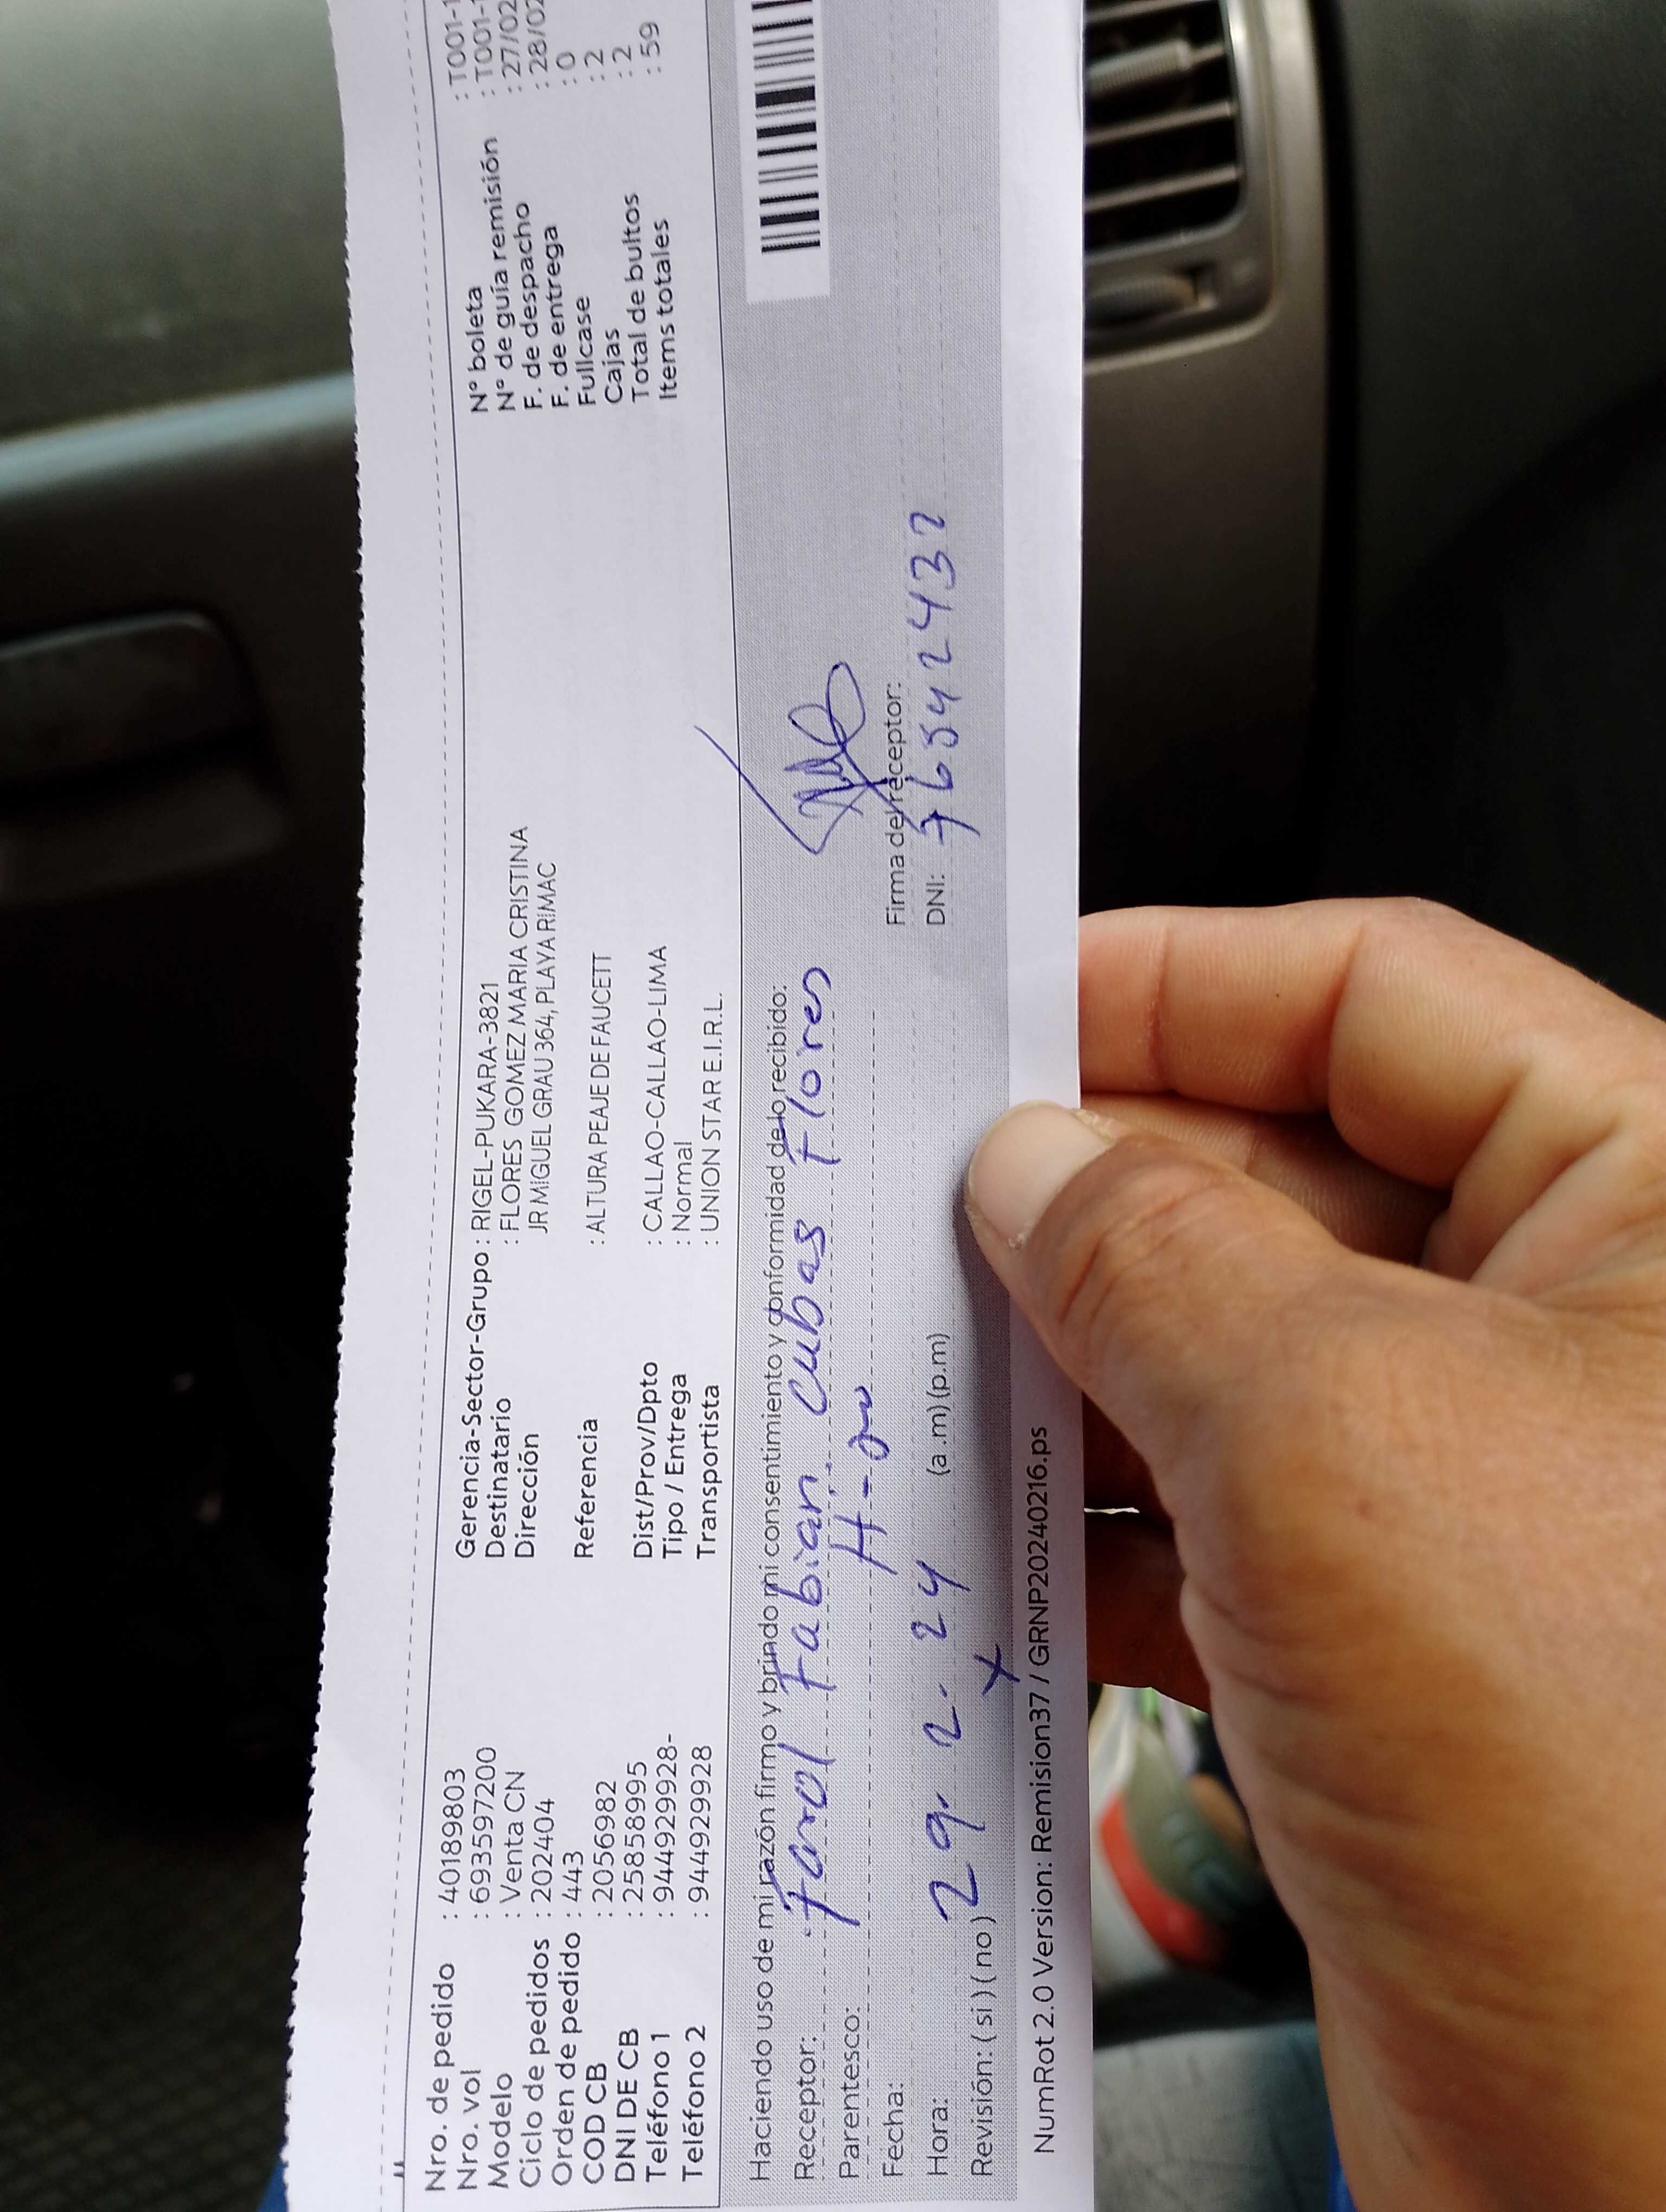 Nro. de pedido : 401899803
Nro. vol : 693597200
Modelo : Venta CN
Ciclo de pedidos : 202404
Orden de pedido : 443
COD CB : 2056982
DNI DE CB : 25858995
Teléfono 1 : 944929928-
Teléfono 2 : 944929928
Gerencia-Sector-Grupo : RIGEL-PUKARA-3821
Destinatario : FLORES GOMEZ MARIA CRISTINA
Dirección JR MIGUEL GRAU 364, PLAYA RIMAC
Referencia : ALTURA PEAJE DE FAUCETT
Dist/Prov/Dpto : CALLAO-CALLAO-LIMA
Tipo / Entrega : Normal
Transportista : UNION STAR E.I.R.L.
N° boleta : T001-1
N° de guía remisión : T001-1
F. de despacho : 27/02
F. de entrega : 28/02
Fullcase : 0
Cajas : 2
Total de bultos : 2
Items totales : 59
Haciendo uso de mi razón firmo y brindo mi consentimiento y conformidad de lo recibido:
Receptor: Farol Fabian cubas Flores
Parentesco:
Fecha: 29. 2. 24
Hora: (a.m) (p.m)
Revisión: (si) (no) x
Firma del receptor:
DNI: 76542432
NumRot 2.0 Version: Remision37 / GRNP20240216.ps